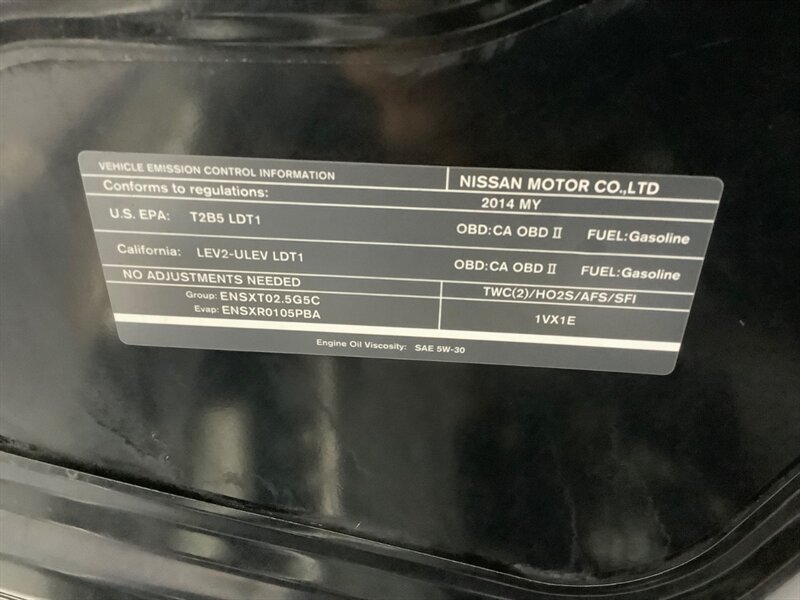 VEHICLE EMISSION CONTROL INFORMATION
NISSAN MOTOR CO.,LTD
Conforms to regulations:
2014 MY
U.S. EPA: T2B5 LDT1
OBD:CA OBD II FUEL:Gasoline
California: LEV2-ULEV LDT1
OBD:CA OBD II FUEL:Gasoline
NO ADJUSTMENTS NEEDED
TWC(2)/HO2S/AFS/SFI
Group: ENSXT02.5G5C
Evap: ENSXR0105PBA
1VX1E
Engine Oil Viscosity: SAE 5W-30